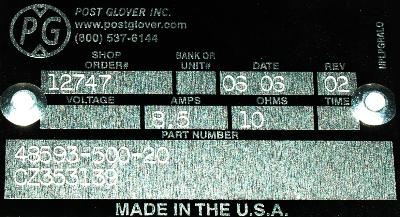 PG
POST GLOVER INC.
www.postglover.com
(800) 537-6144
SHOP ORDER# BANK OR UNIT# DATE REV
12747 06 06 02
VOLTAGE AMPS OHMS TIME
8.5 10
PART NUMBER
48593-500-20
CZ353139
MADE IN THE U.S.A.